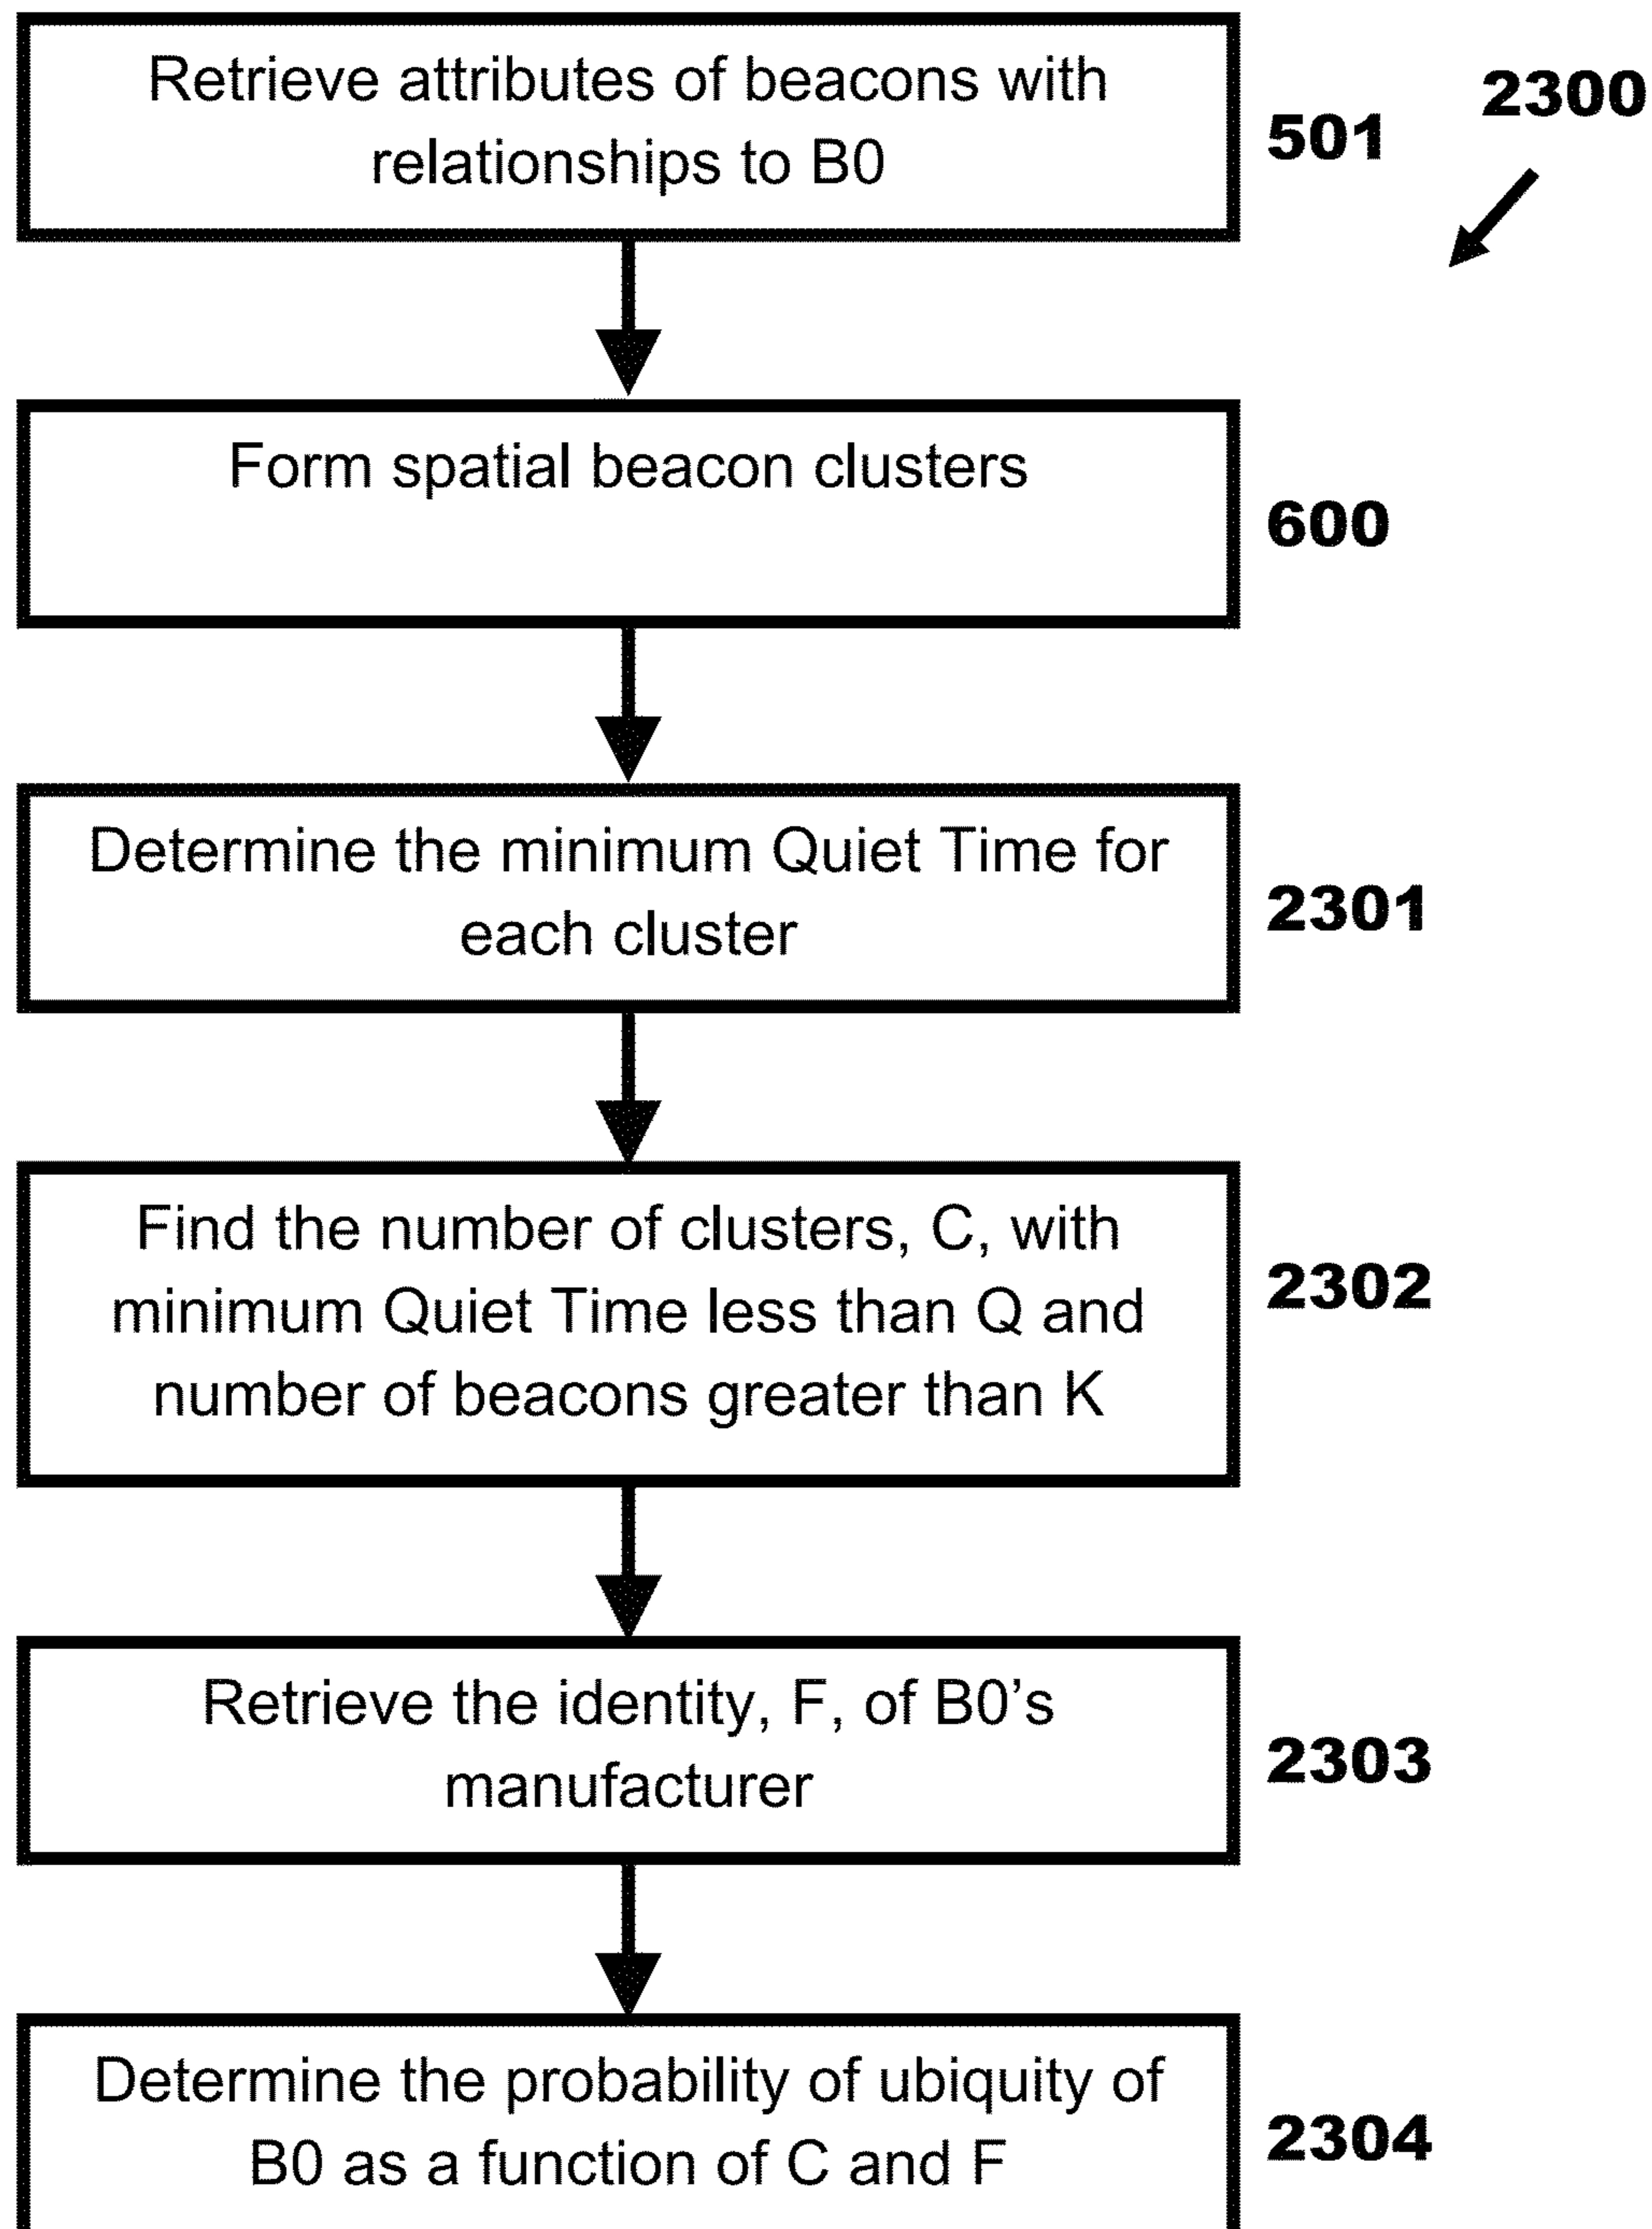 Retrieve attributes of beacons with
relationships to B0
501
2300
Form spatial beacon clusters
600
Determine the minimum Quiet Time for
each cluster
2301
Find the number of clusters, C, with
minimum Quiet Time less than Q and
number of beacons greater than K
2302
Retrieve the identity, F, of B0’s
manufacturer
2303
Determine the probability of ubiquity of
B0 as a function of C and F
2304